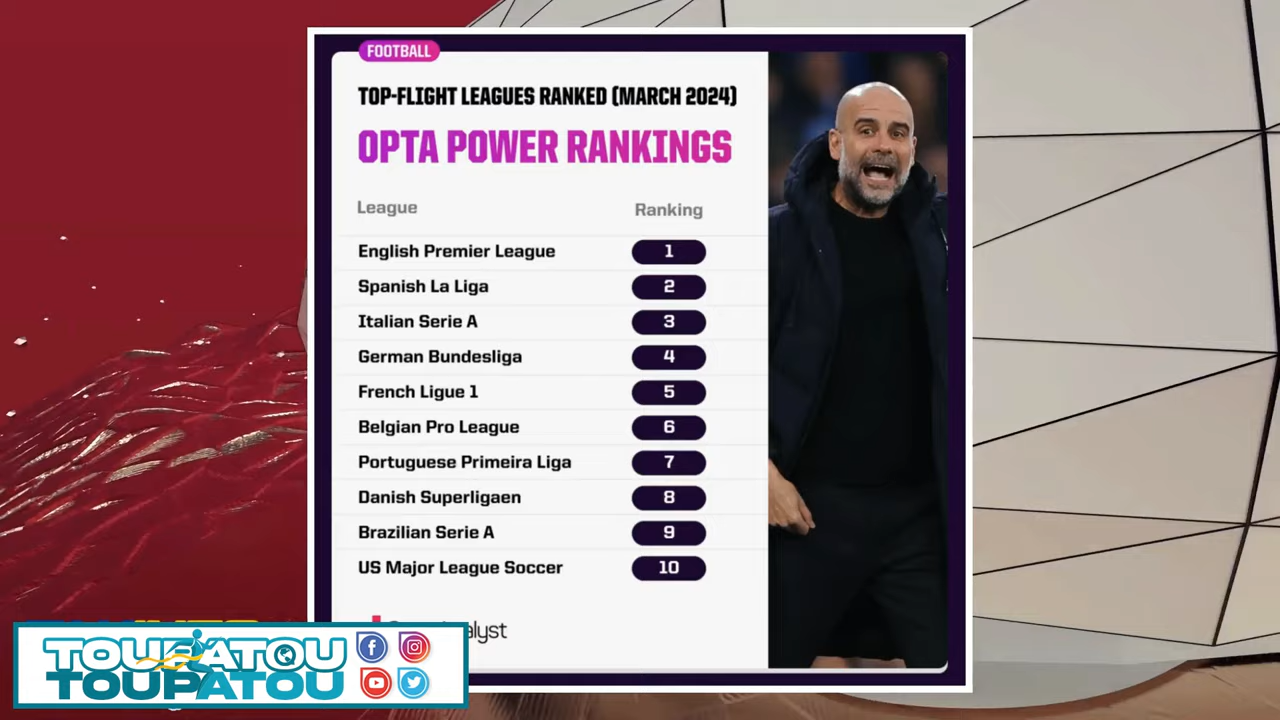 FOOTBALL
TOP-FLIGHT LEAGUES RANKED (MARCH 2024)
OPTA POWER RANKINGS
League Ranking
English Premier League 1
Spanish La Liga 2
Italian Serie A 3
German Bundesliga 4
French Ligue 1 5
Belgian Pro League 6
Portuguese Primeira Liga 7
Danish Superligaen 8
Brazilian Serie A 9
US Major League Soccer 10
TOUPATOU
TOUPATOU